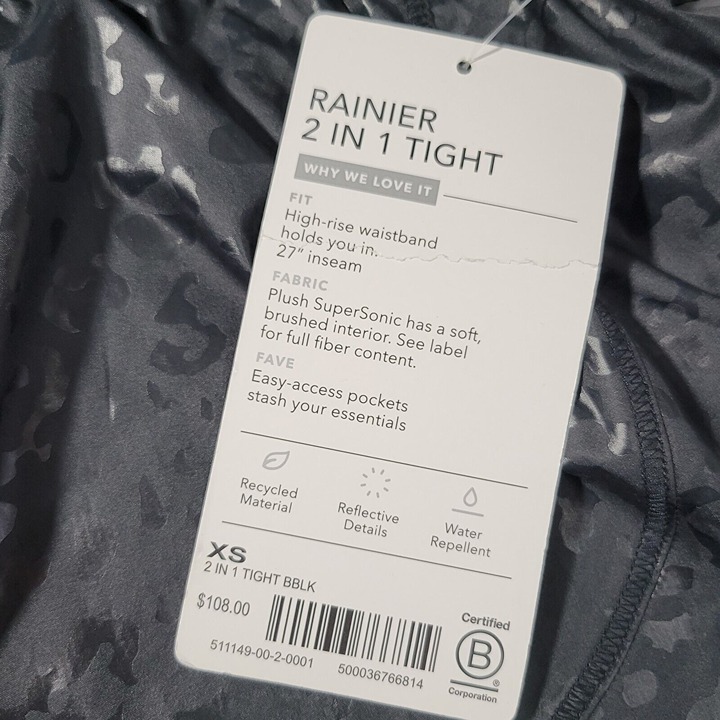 RAINIER
2 IN 1 TIGHT
WHY WE LOVE IT
FIT
High-rise waistband
holds you in.
27" inseam
FABRIC
Plush SuperSonic has a soft,
brushed interior. See label
for full fiber content.
FAVE
Easy-access pockets
stash your essentials
Recycled
Material
Reflective
Details
Water
Repellent
XS
2 IN 1 TIGHT BBLK
$108.00
511149-00-2-0001
500036766814
Certified
B
®
Corporation